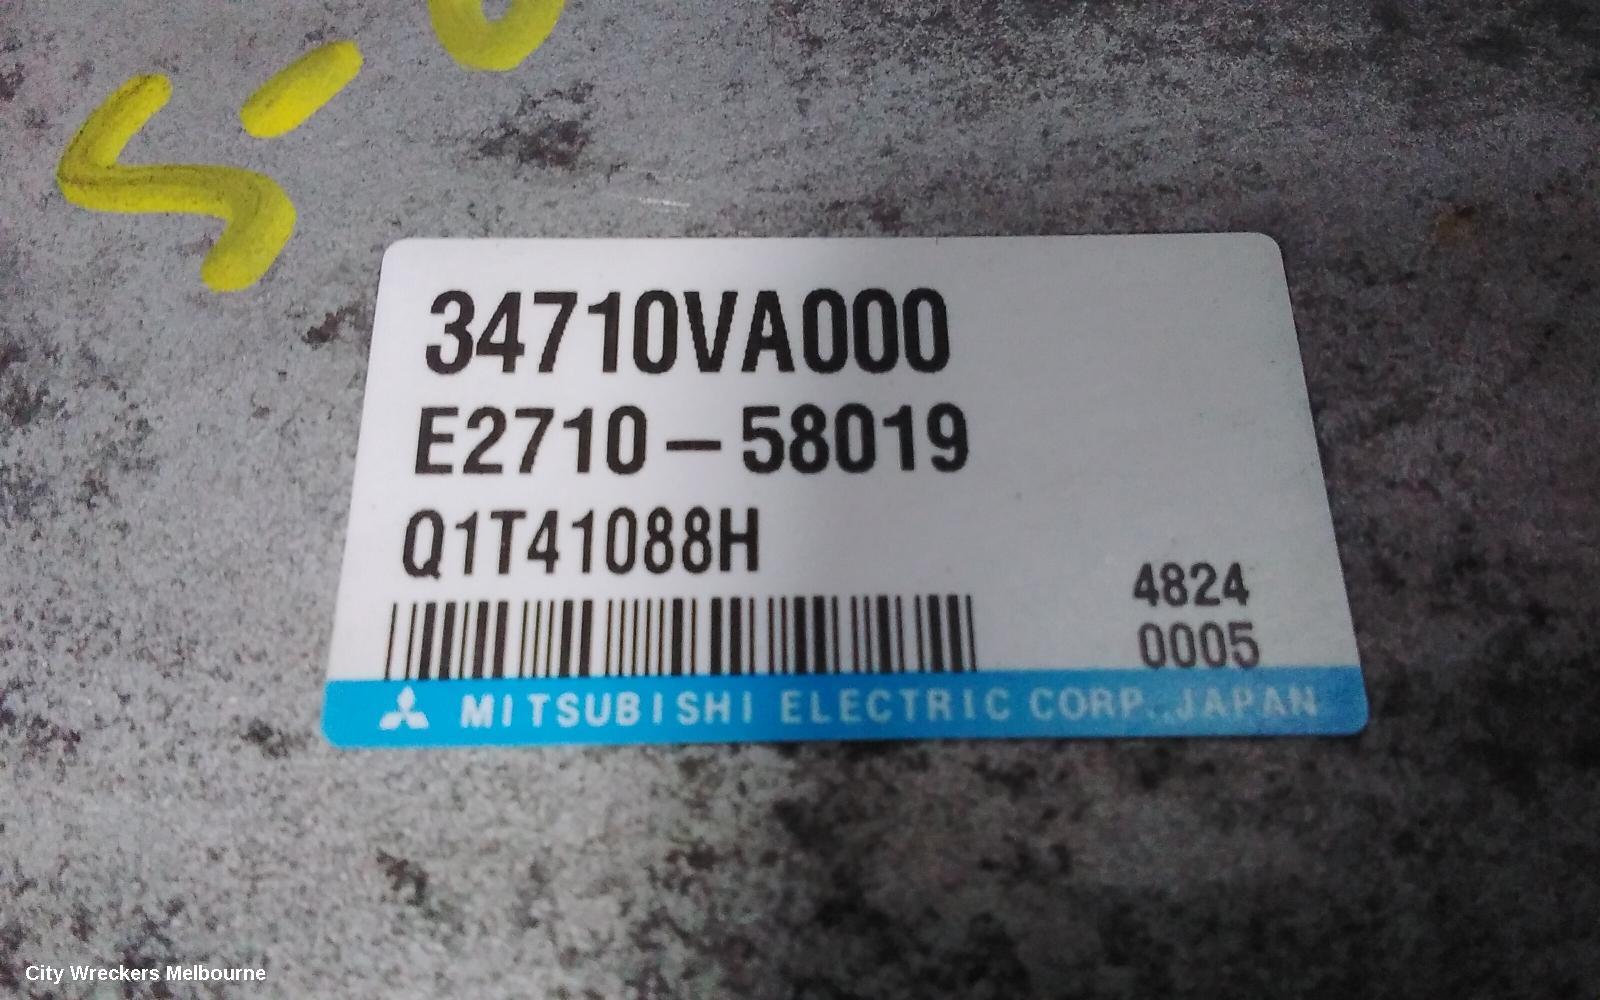 34710VA000
E2710-58019
Q1T41088H
4824
0005
MITSUBISHI ELECTRIC CORP. JAPAN
City Wreckers Melbourne